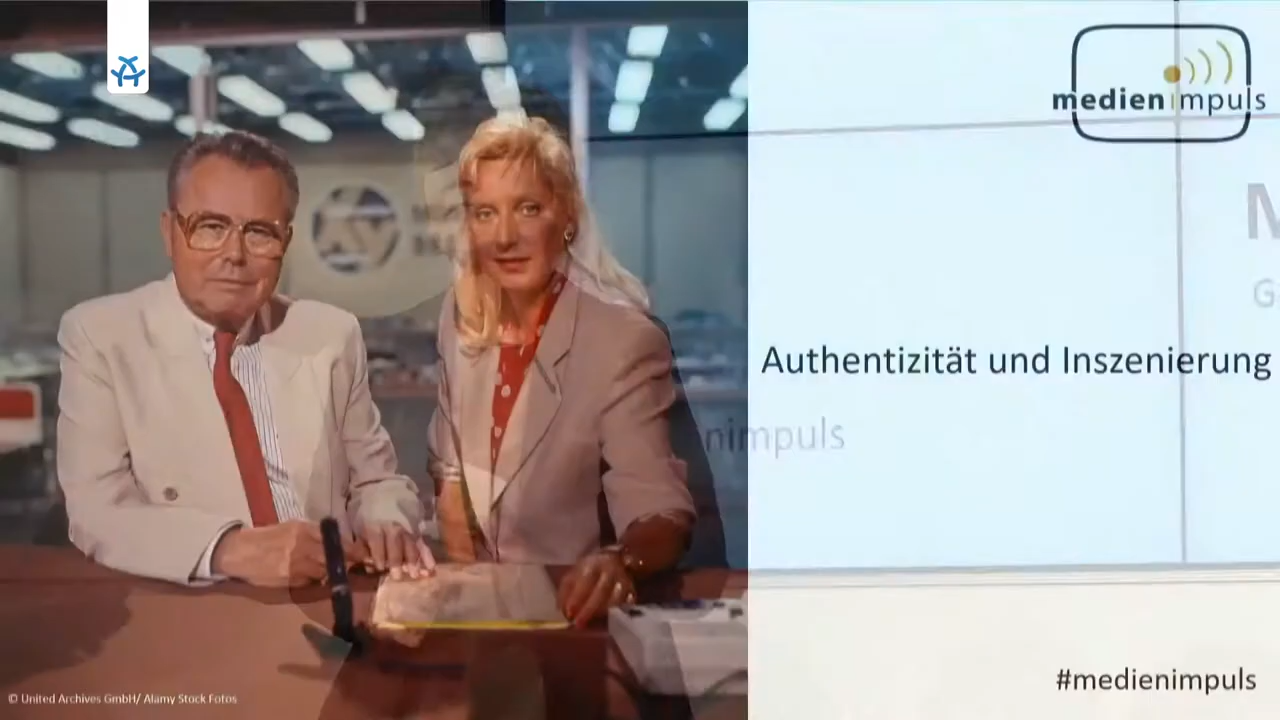 medienimpuls
M
G
Authentizität und Inszenierung
nimpuls
#medienimpuls
© United Archives GmbH/ Alamy Stock Fotos